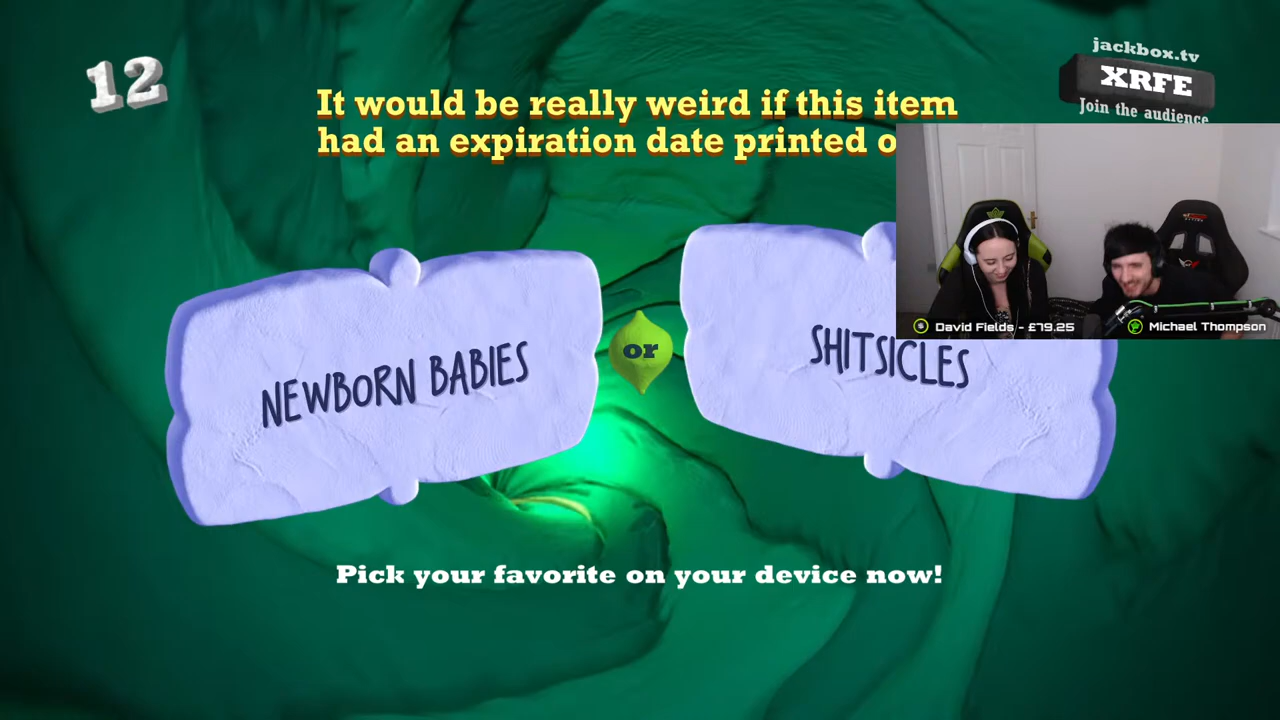 12
jackbox.tv
XRFE
Join the audience
It would be really weird if this item
had an expiration date printed
NEWBORN BABIES
or
SHITSICLES
David Fields - £79.25
Michael Thompson
Pick your favorite on your device now!